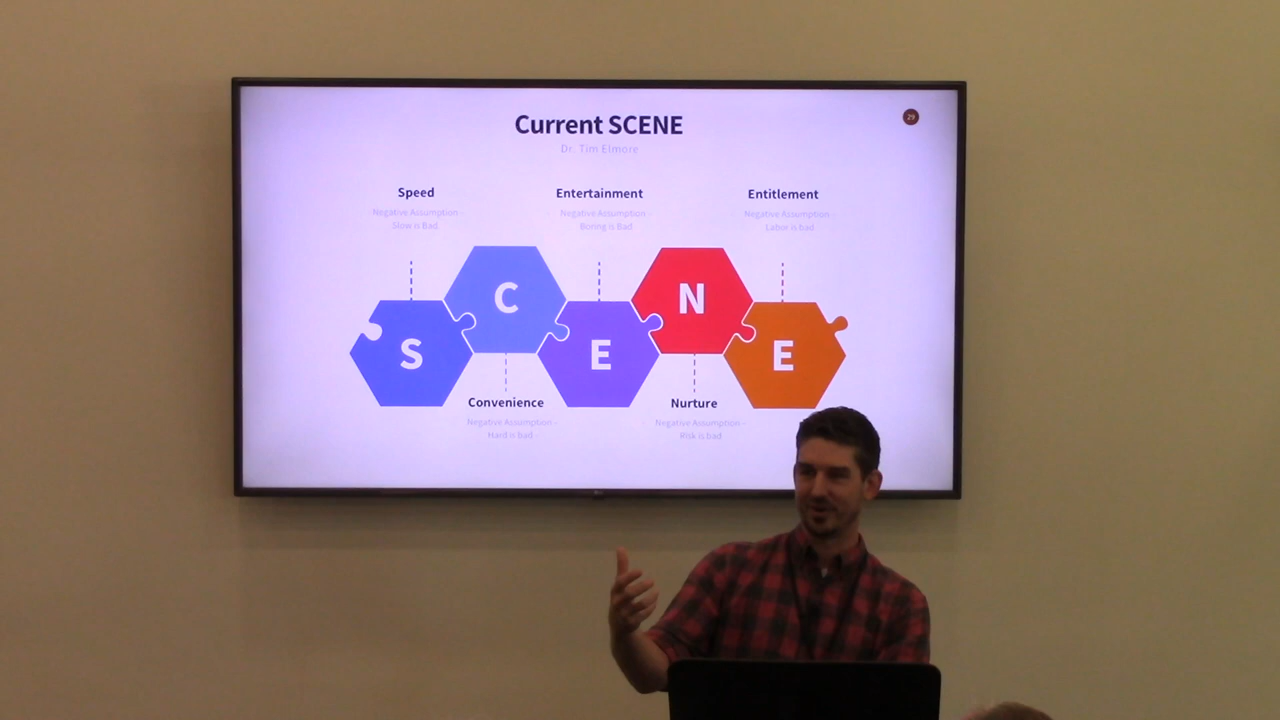 Current SCENE
29
Dr. Tim Elmore
Speed
Negative Assumption -
Slow is Bad
Entertainment
Negative Assumption -
Boring is Bad
Entitlement
Negative Assumption -
Labor is bad
S
C
E
N
E
Convenience
Negative Assumption -
Hard is bad -
Nurture
Negative Assumption -
Risk is bad